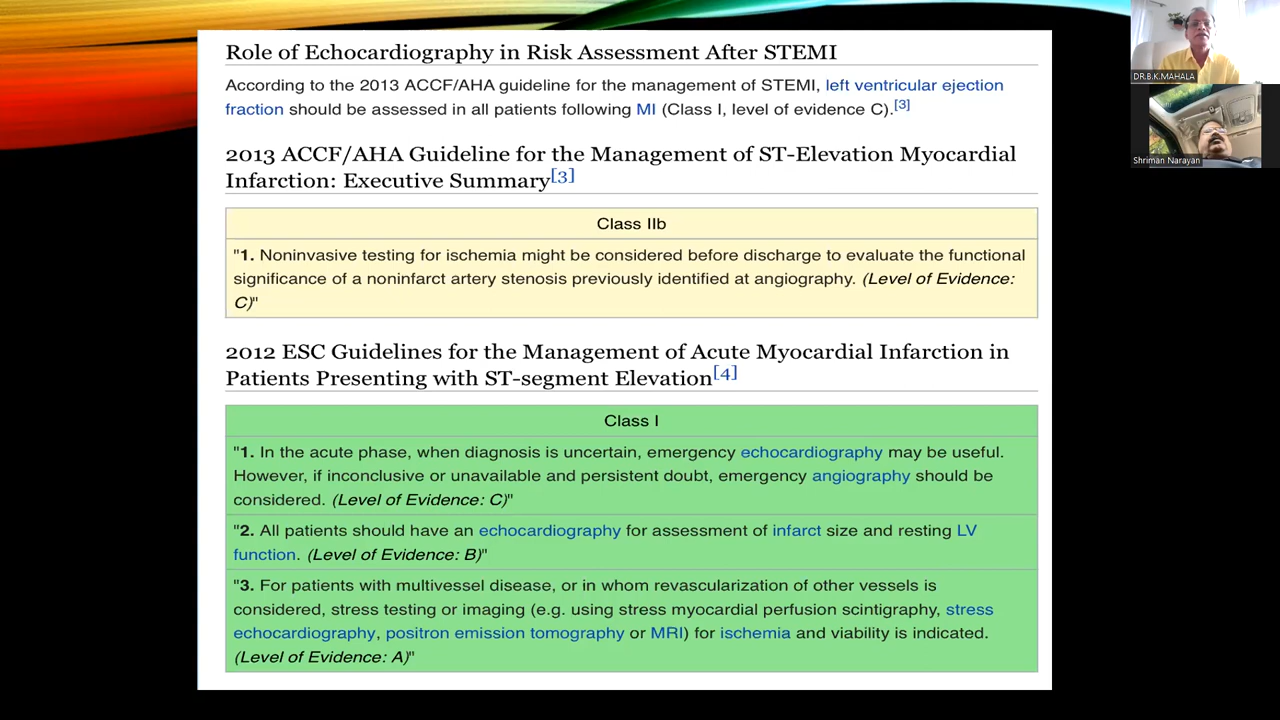 Role of Echocardiography in Risk Assessment After STEMI
According to the 2013 ACCF/AHA guideline for the management of STEMI, left ventricular ejection
fraction should be assessed in all patients following MI (Class I, level of evidence C).[3]
2013 ACCF/AHA Guideline for the Management of ST-Elevation Myocardial
Infarction: Executive Summary[3]
Class IIb
"1. Noninvasive testing for ischemia might be considered before discharge to evaluate the functional
significance of a noninfarct artery stenosis previously identified at angiography. (Level of Evidence:
C)"
2012 ESC Guidelines for the Management of Acute Myocardial Infarction in
Patients Presenting with ST-segment Elevation[4]
Class I
"1. In the acute phase, when diagnosis is uncertain, emergency echocardiography may be useful.
However, if inconclusive or unavailable and persistent doubt, emergency angiography should be
considered. (Level of Evidence: C)"
"2. All patients should have an echocardiography for assessment of infarct size and resting LV
function. (Level of Evidence: B)"
"3. For patients with multivessel disease, or in whom revascularization of other vessels is
considered, stress testing or imaging (e.g. using stress myocardial perfusion scintigraphy, stress
echocardiography, positron emission tomography or MRI) for ischemia and viability is indicated.
(Level of Evidence: A)"
DR.B.K.MAHALA
Shriman Narayan